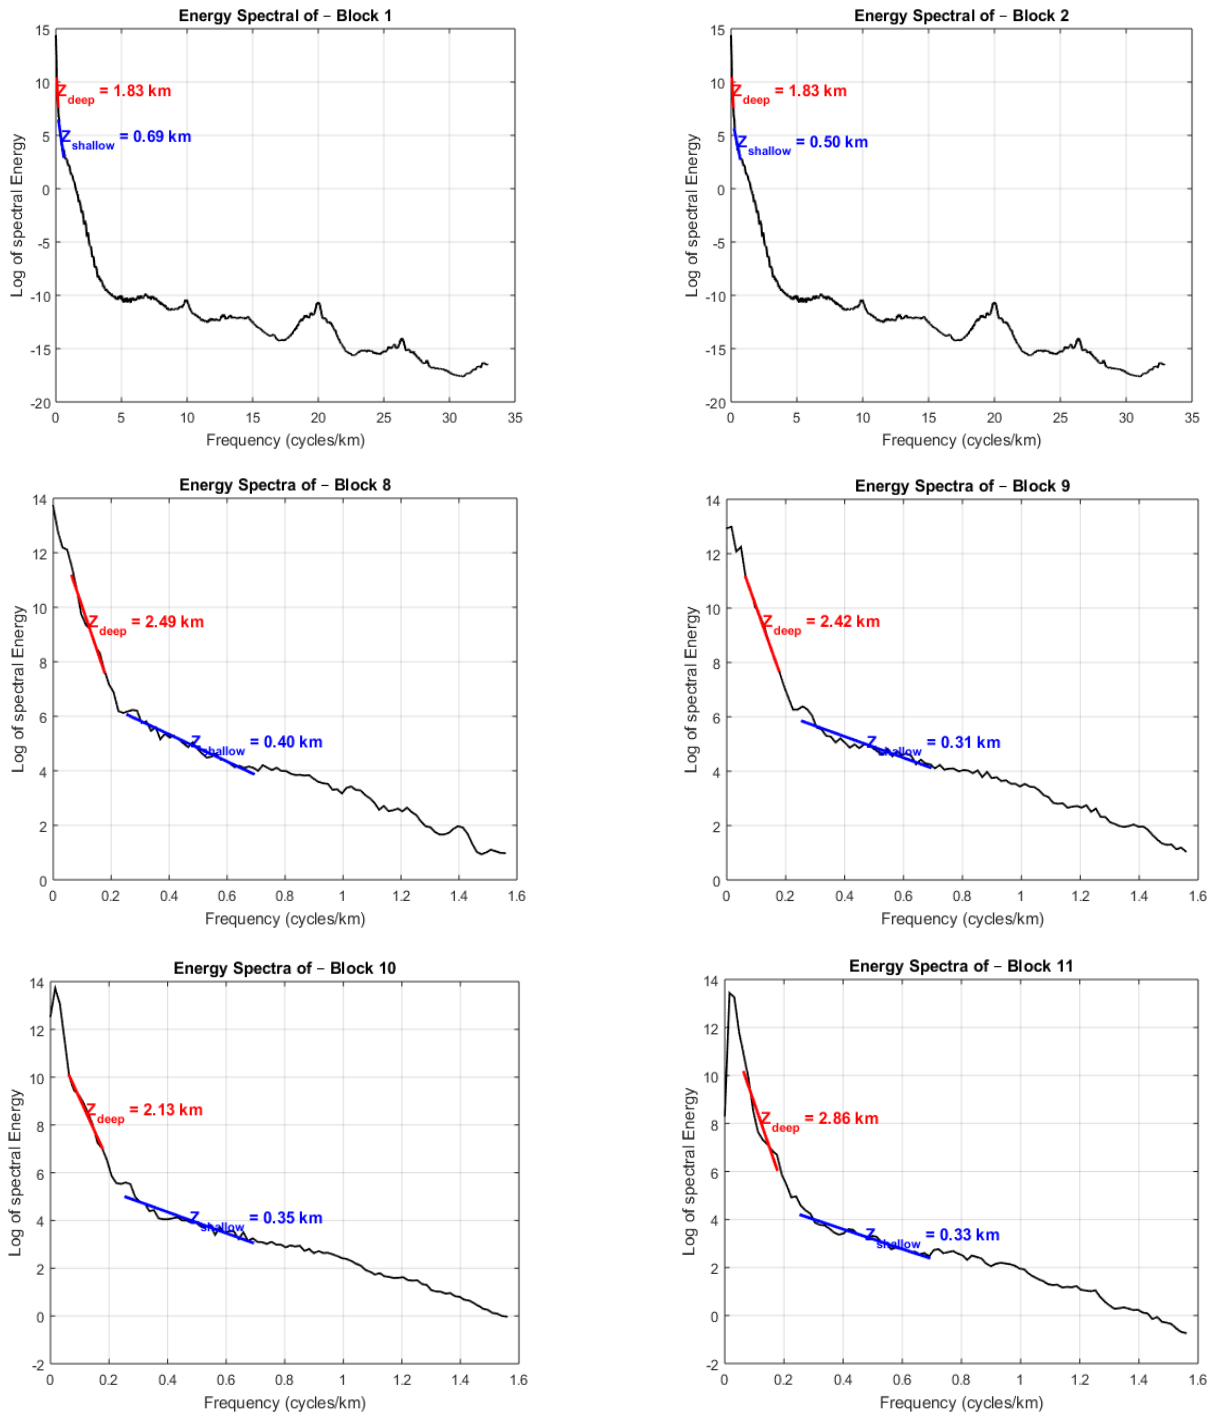 Energy Spectral of – Block 1
15
10
5
0
-5
-10
-15
-20
Log of spectral Energy
Z_deep = 1.83 km
Z_shallow = 0.69 km
0 5 10 15 20 25 30 35
Frequency (cycles/km)
Energy Spectral of – Block 2
15
10
5
0
-5
-10
-15
-20
Log of spectral Energy
Z_deep = 1.83 km
Z_shallow = 0.50 km
0 5 10 15 20 25 30 35
Frequency (cycles/km)
Energy Spectra of – Block 8
14
12
10
8
6
4
2
0
Log of spectral Energy
Z_deep = 2.49 km
Z_shallow = 0.40 km
0 0.2 0.4 0.6 0.8 1 1.2 1.4 1.6
Frequency (cycles/km)
Energy Spectra of – Block 9
14
12
10
8
6
4
2
0
Log of spectral Energy
Z_deep = 2.42 km
Z_shallow = 0.31 km
0 0.2 0.4 0.6 0.8 1 1.2 1.4 1.6
Frequency (cycles/km)
Energy Spectra of – Block 10
14
12
10
8
6
4
2
0
-2
Log of spectral Energy
Z_deep = 2.13 km
Z_shallow = 0.35 km
0 0.2 0.4 0.6 0.8 1 1.2 1.4 1.6
Frequency (cycles/km)
Energy Spectra of – Block 11
14
12
10
8
6
4
2
0
-2
Log of spectral Energy
Z_deep = 2.86 km
Z_shallow = 0.33 km
0 0.2 0.4 0.6 0.8 1 1.2 1.4 1.6
Frequency (cycles/km)